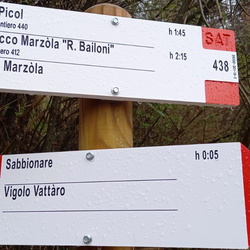 Picol
ntiero 440
h 1:45
cco Marzòla "R. Bailoni"
ero 412
h 2:15
Marzòla
SAT
438
Sabbionare
h 0:05
Vigolo Vattàro